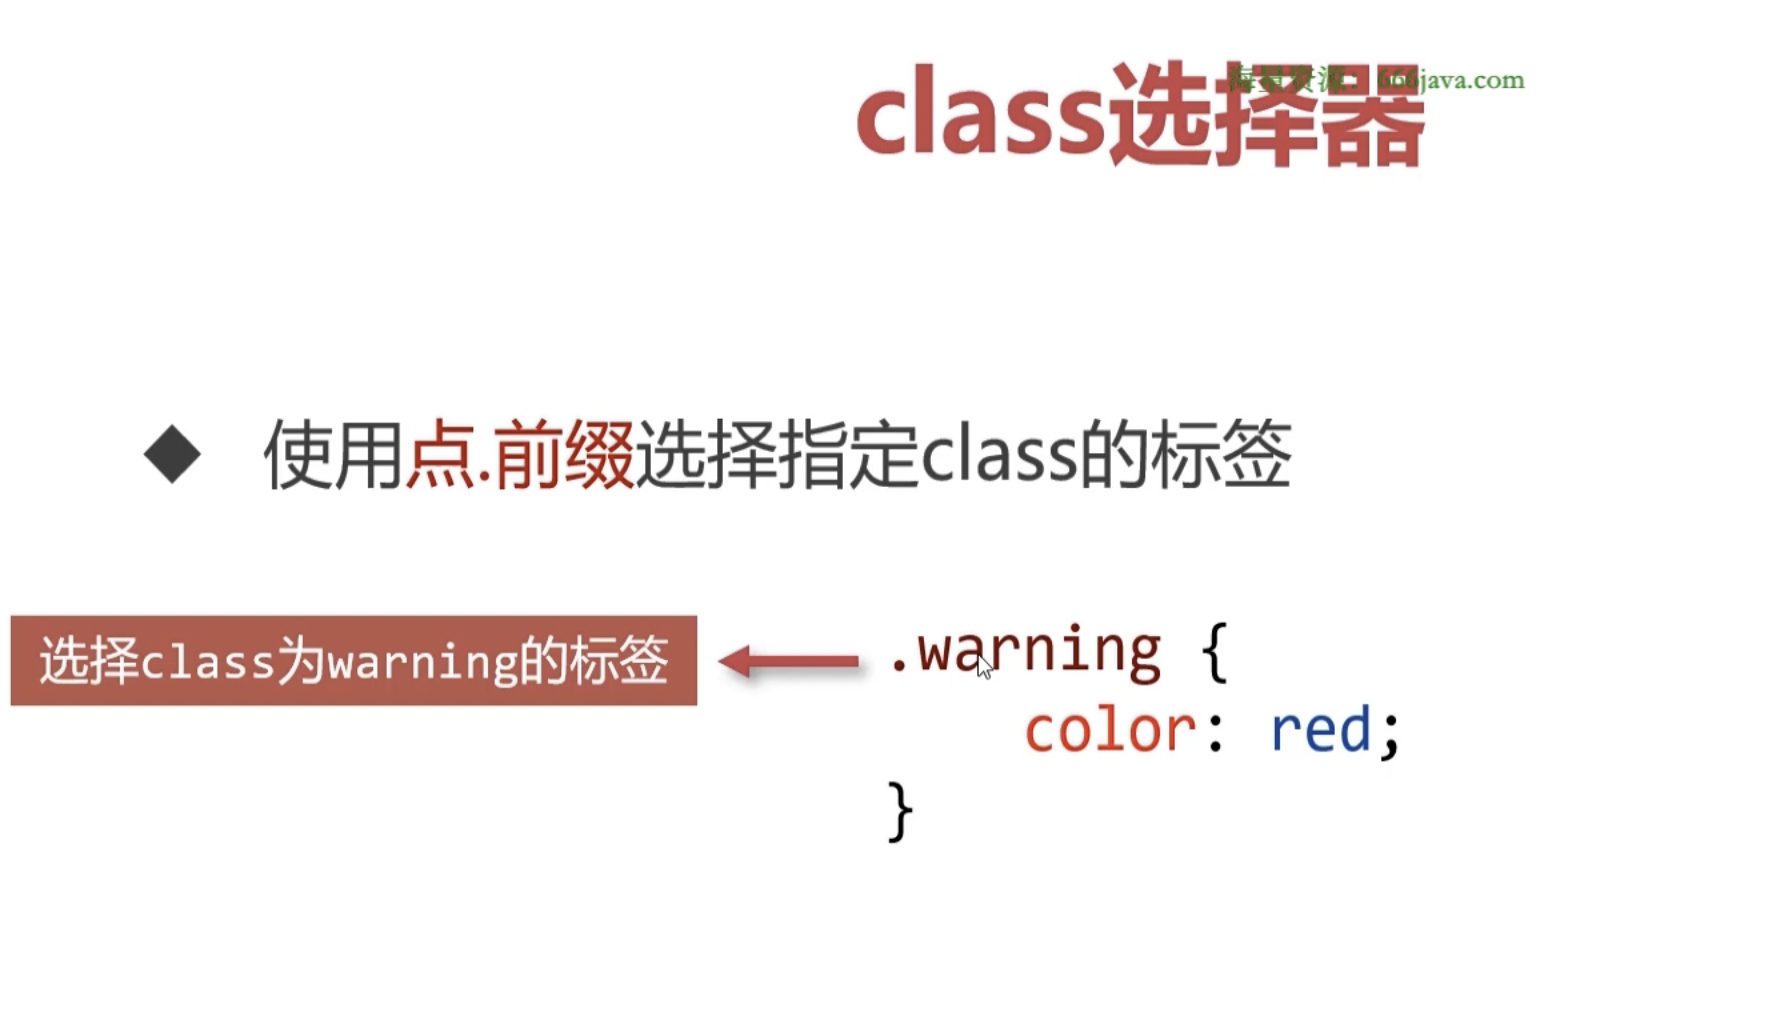 海量资源：666java.com
class选择器
使用点.前缀选择指定class的标签
选择class为warning的标签
.warning {
color: red;
}